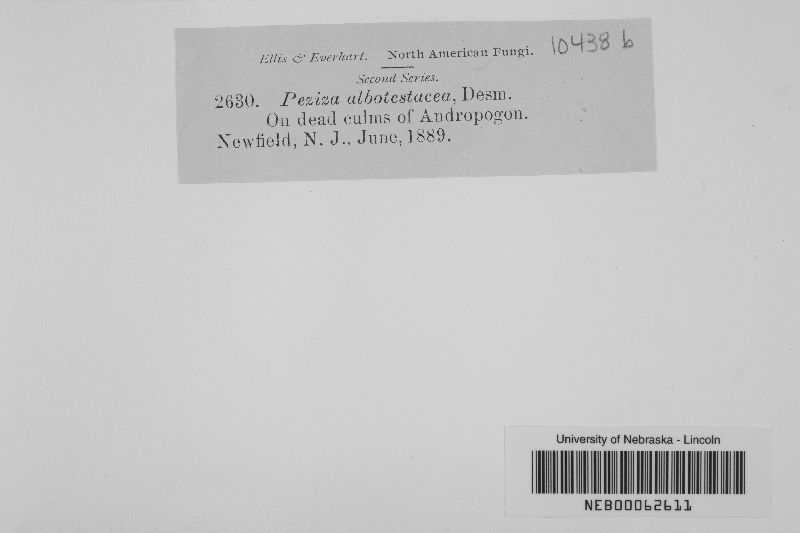 Ellis & Everhart. North American Fungi. 10438 b
Second Series.
2630. Peziza albotestacea, Desm.
On dead culms of Andropogon.
Newfield, N. J., June, 1889.
University of Nebraska - Lincoln
NEB00062611